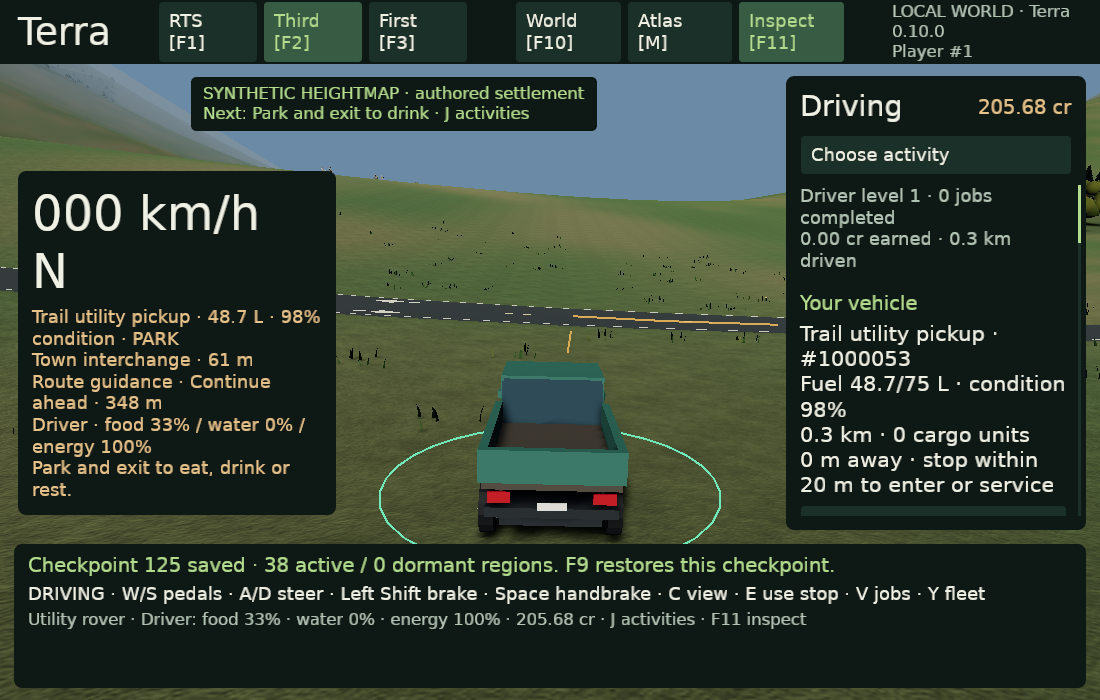 Terra
RTS
[F1]
Third
[F2]
First
[F3]
World
[F10]
Atlas
[M]
Inspect
[F11]
LOCAL WORLD · Terra
0.10.0
Player #1
SYNTHETIC HEIGHTMAP · authored settlement
Next: Park and exit to drink · J activities
000 km/h
N
Trail utility pickup · 48.7 L · 98%
condition · PARK
Town interchange · 61 m
Route guidance · Continue
ahead · 348 m
Driver · food 33% / water 0% /
energy 100%
Park and exit to eat, drink or
rest.
Driving 205.68 cr
Choose activity
Driver level 1 · 0 jobs
completed
0.00 cr earned · 0.3 km
driven
Your vehicle
Trail utility pickup ·
#1000053
Fuel 48.7/75 L · condition
98%
0.3 km · 0 cargo units
0 m away · stop within
20 m to enter or service
Checkpoint 125 saved · 38 active / 0 dormant regions. F9 restores this checkpoint.
DRIVING · W/S pedals · A/D steer · Left Shift brake · Space handbrake · C view · E use stop · V jobs · Y fleet
Utility rover · Driver: food 33% · water 0% · energy 100% · 205.68 cr · J activities · F11 inspect